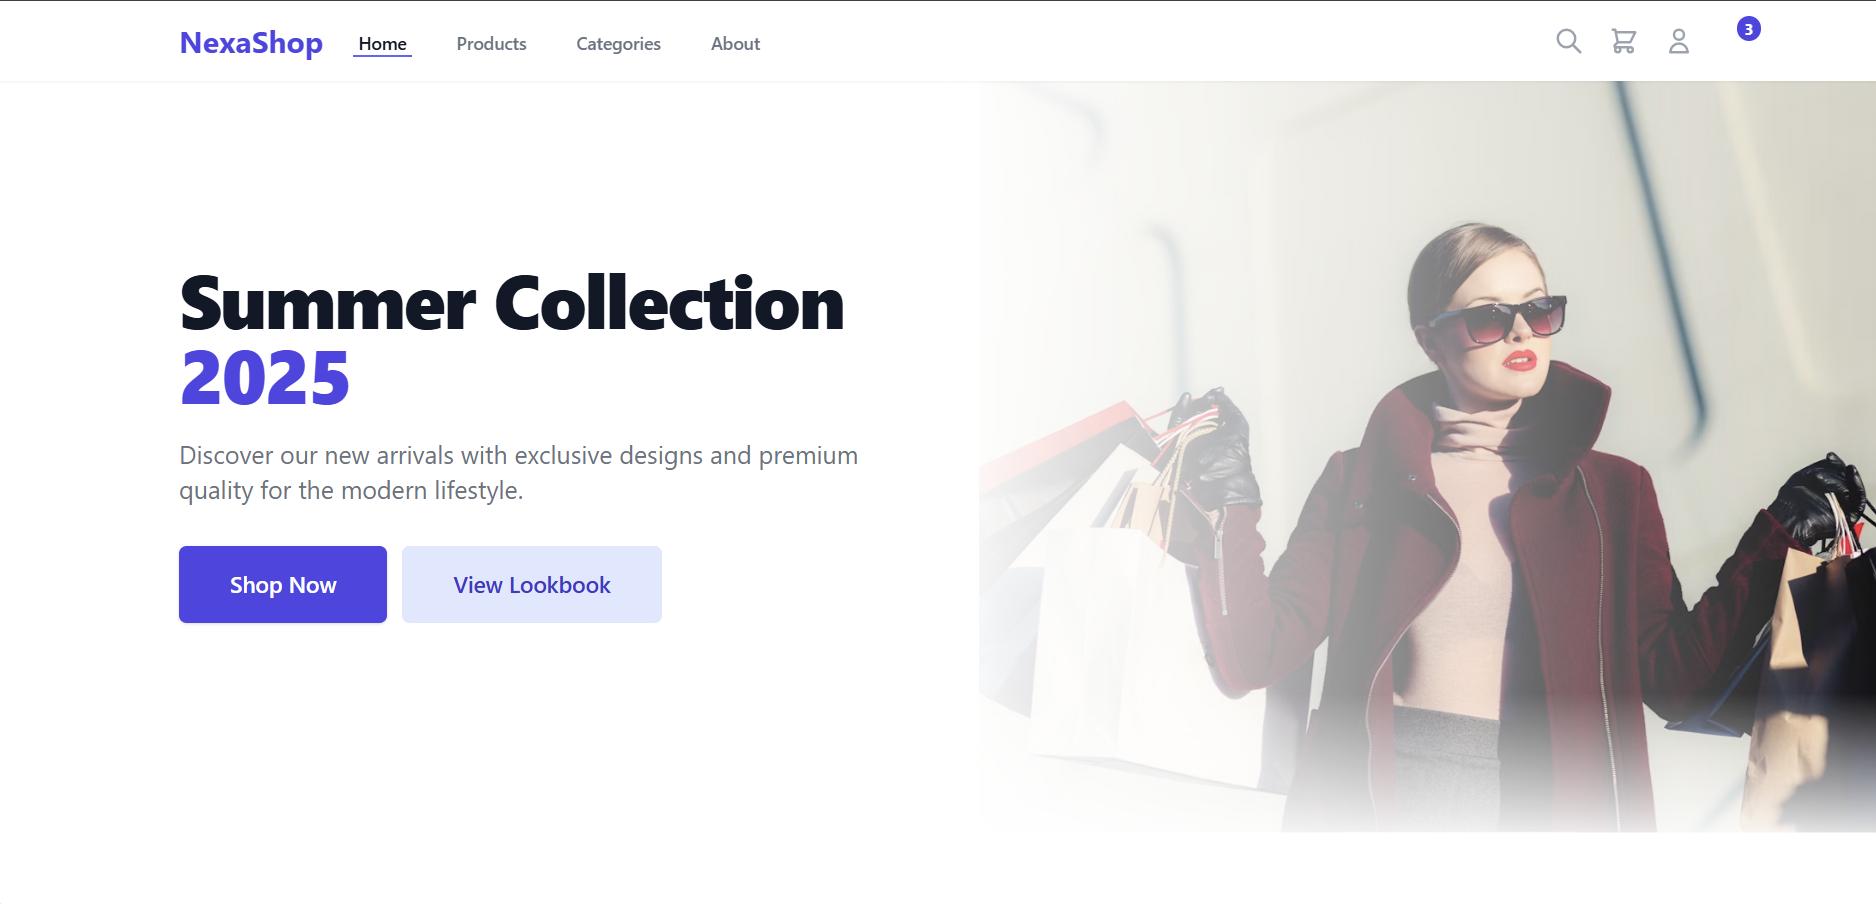 NexaShop
Home
Products
Categories
About
3
Summer Collection
2025
Discover our new arrivals with exclusive designs and premium
quality for the modern lifestyle.
Shop Now
View Lookbook